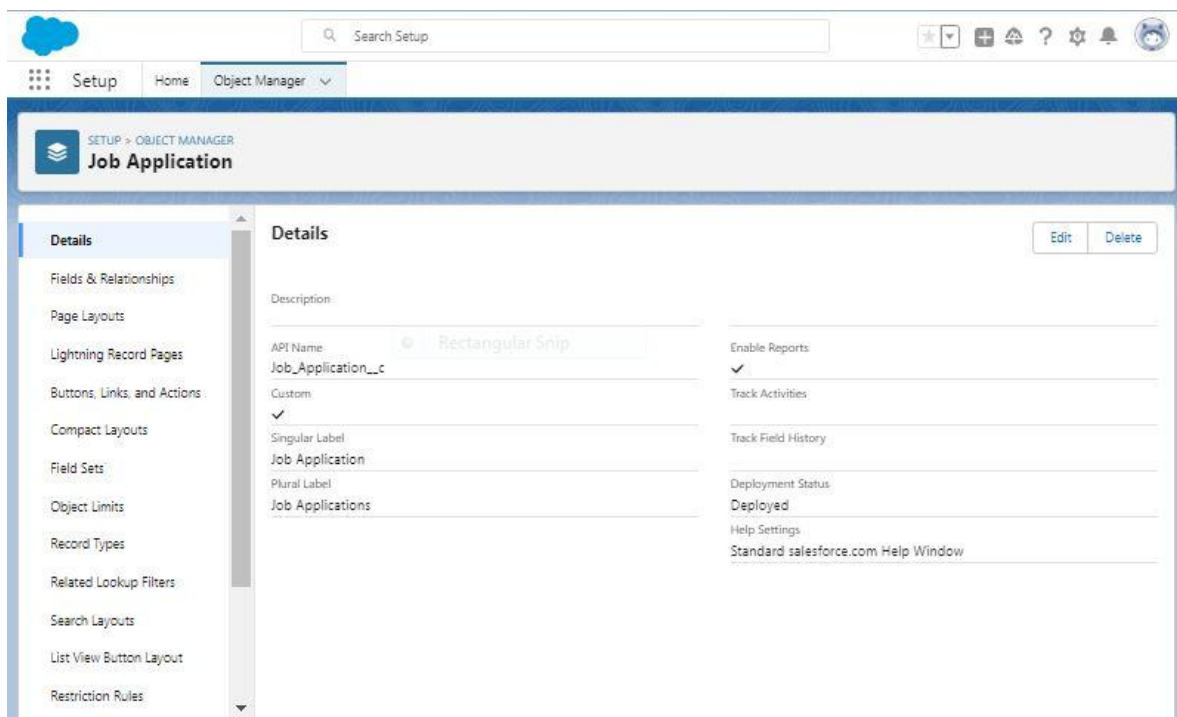 Search Setup
Setup Home Object Manager
SETUP > OBJECT MANAGER
Job Application
Details
Fields & Relationships
Page Layouts
Lightning Record Pages
Buttons, Links, and Actions
Compact Layouts
Field Sets
Object Limits
Record Types
Related Lookup Filters
Search Layouts
List View Button Layout
Restriction Rules
Details
Edit Delete
Description
API Name
Job_Application__c
Rectangular Snip
Custom
Singular Label
Job Application
Plural Label
Job Applications
Enable Reports
Track Activities
Track Field History
Deployment Status
Deployed
Help Settings
Standard salesforce.com Help Window